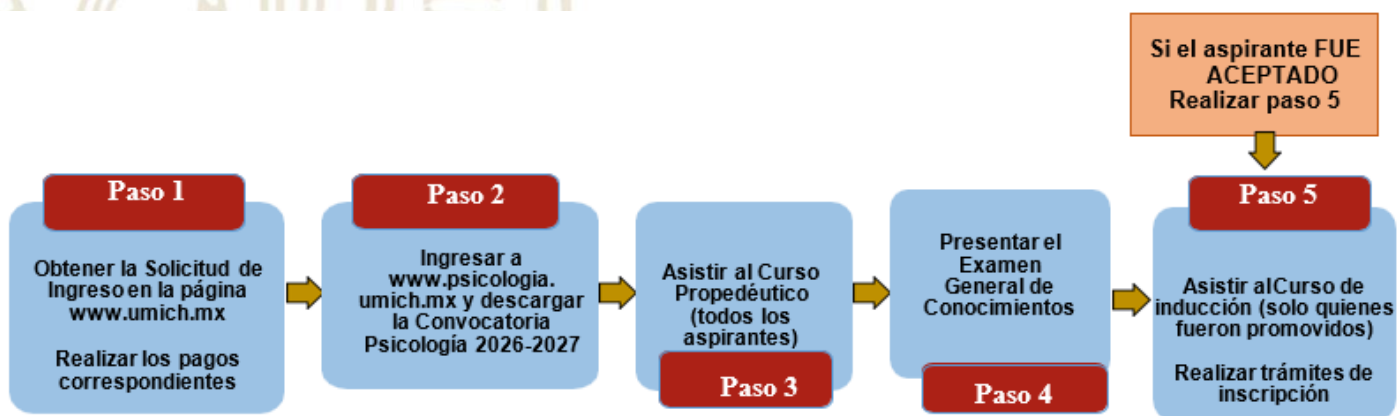 Paso 1
Obtener la Solicitud de
Ingreso en la página
www.umich.mx
Realizar los pagos
correspondientes
Paso 2
Ingresar a
www.psicologia.
umich.mx y descargar
la Convocatoria
Psicología 2026-2027
Asistir al Curso
Propedéutico
(todos los
aspirantes)
Paso 3
Presentar el
Examen
General de
Conocimientos
Paso 4
Si el aspirante FUE
ACEPTADO
Realizar paso 5
Paso 5
Asistir al Curso de
inducción (solo quienes
fueron promovidos)
Realizar trámites de
inscripción